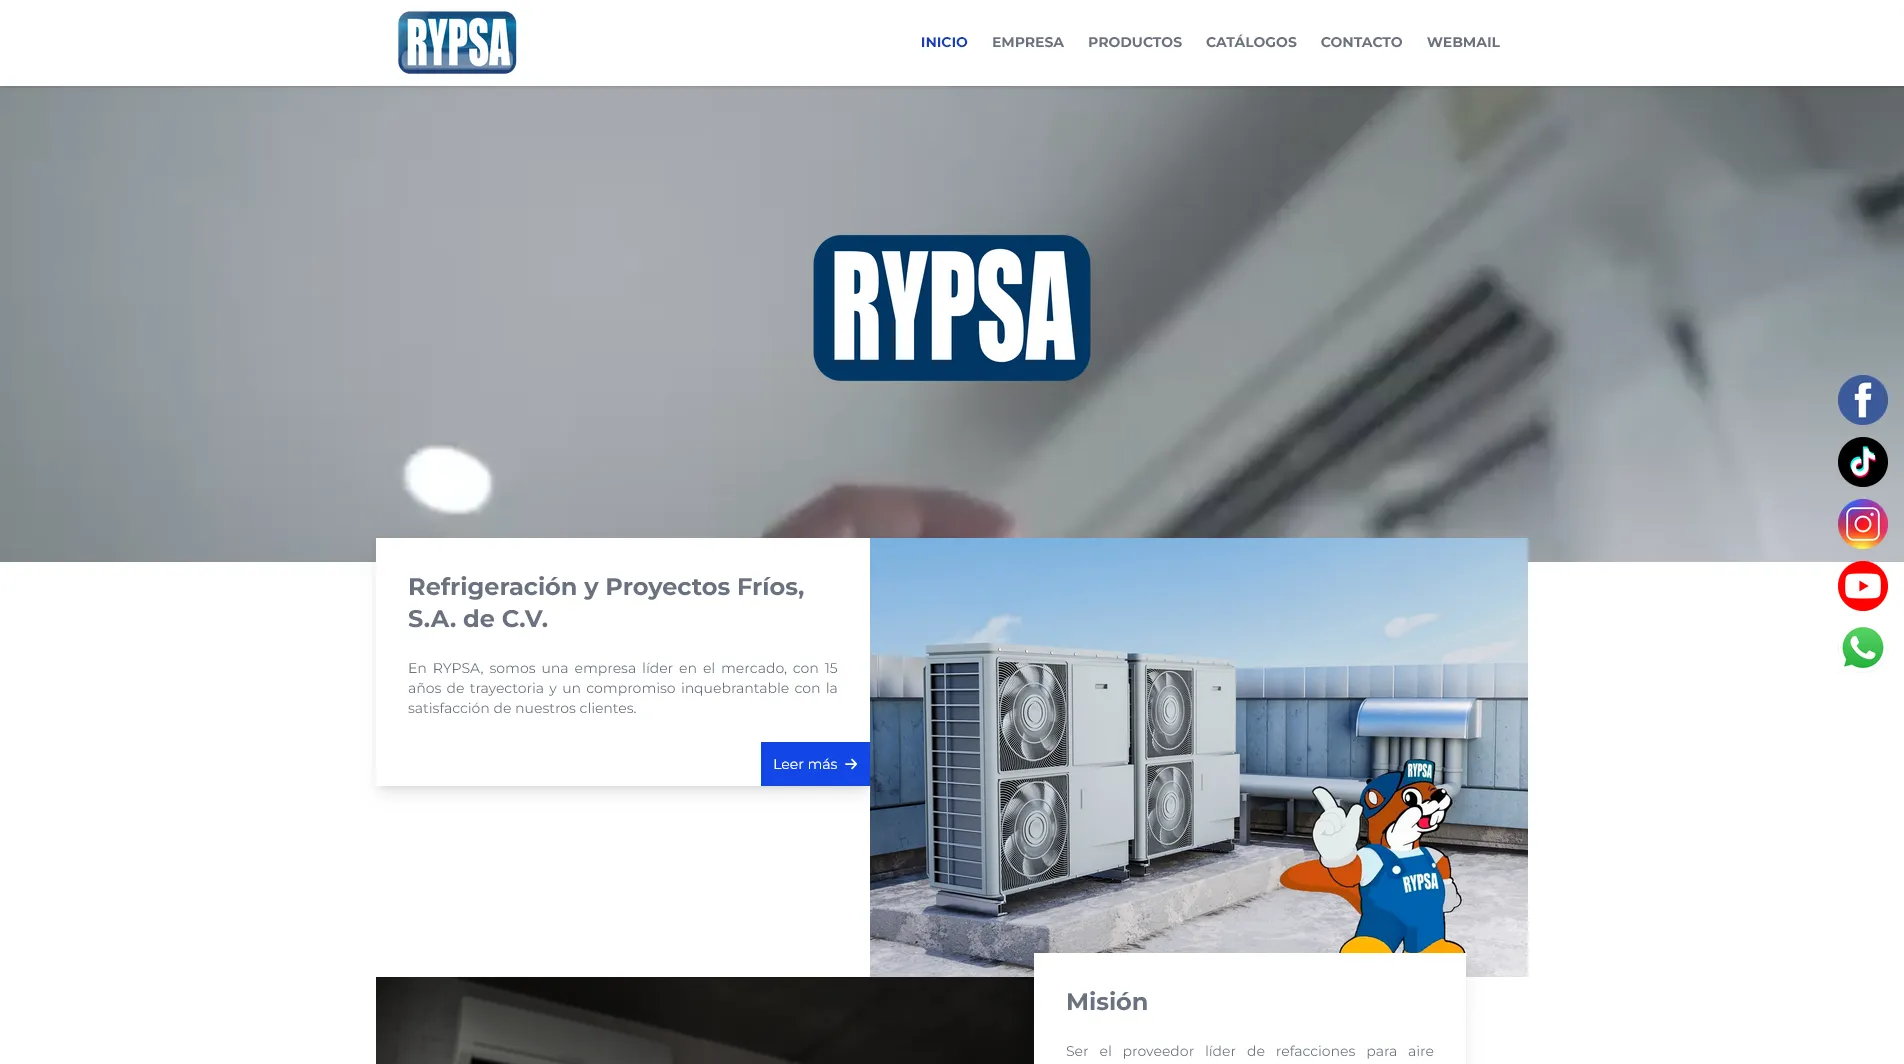 RYPSA
INICIO
EMPRESA
PRODUCTOS
CATÁLOGOS
CONTACTO
WEBMAIL
RYPSA
Refrigeración y Proyectos Fríos,
S.A. de C.V.
En RYPSA, somos una empresa líder en el mercado, con 15
años de trayectoria y un compromiso inquebrantable con la
satisfacción de nuestros clientes.
Leer más
RYPSA
RYPSA
Misión
Ser el proveedor líder de refacciones para aire